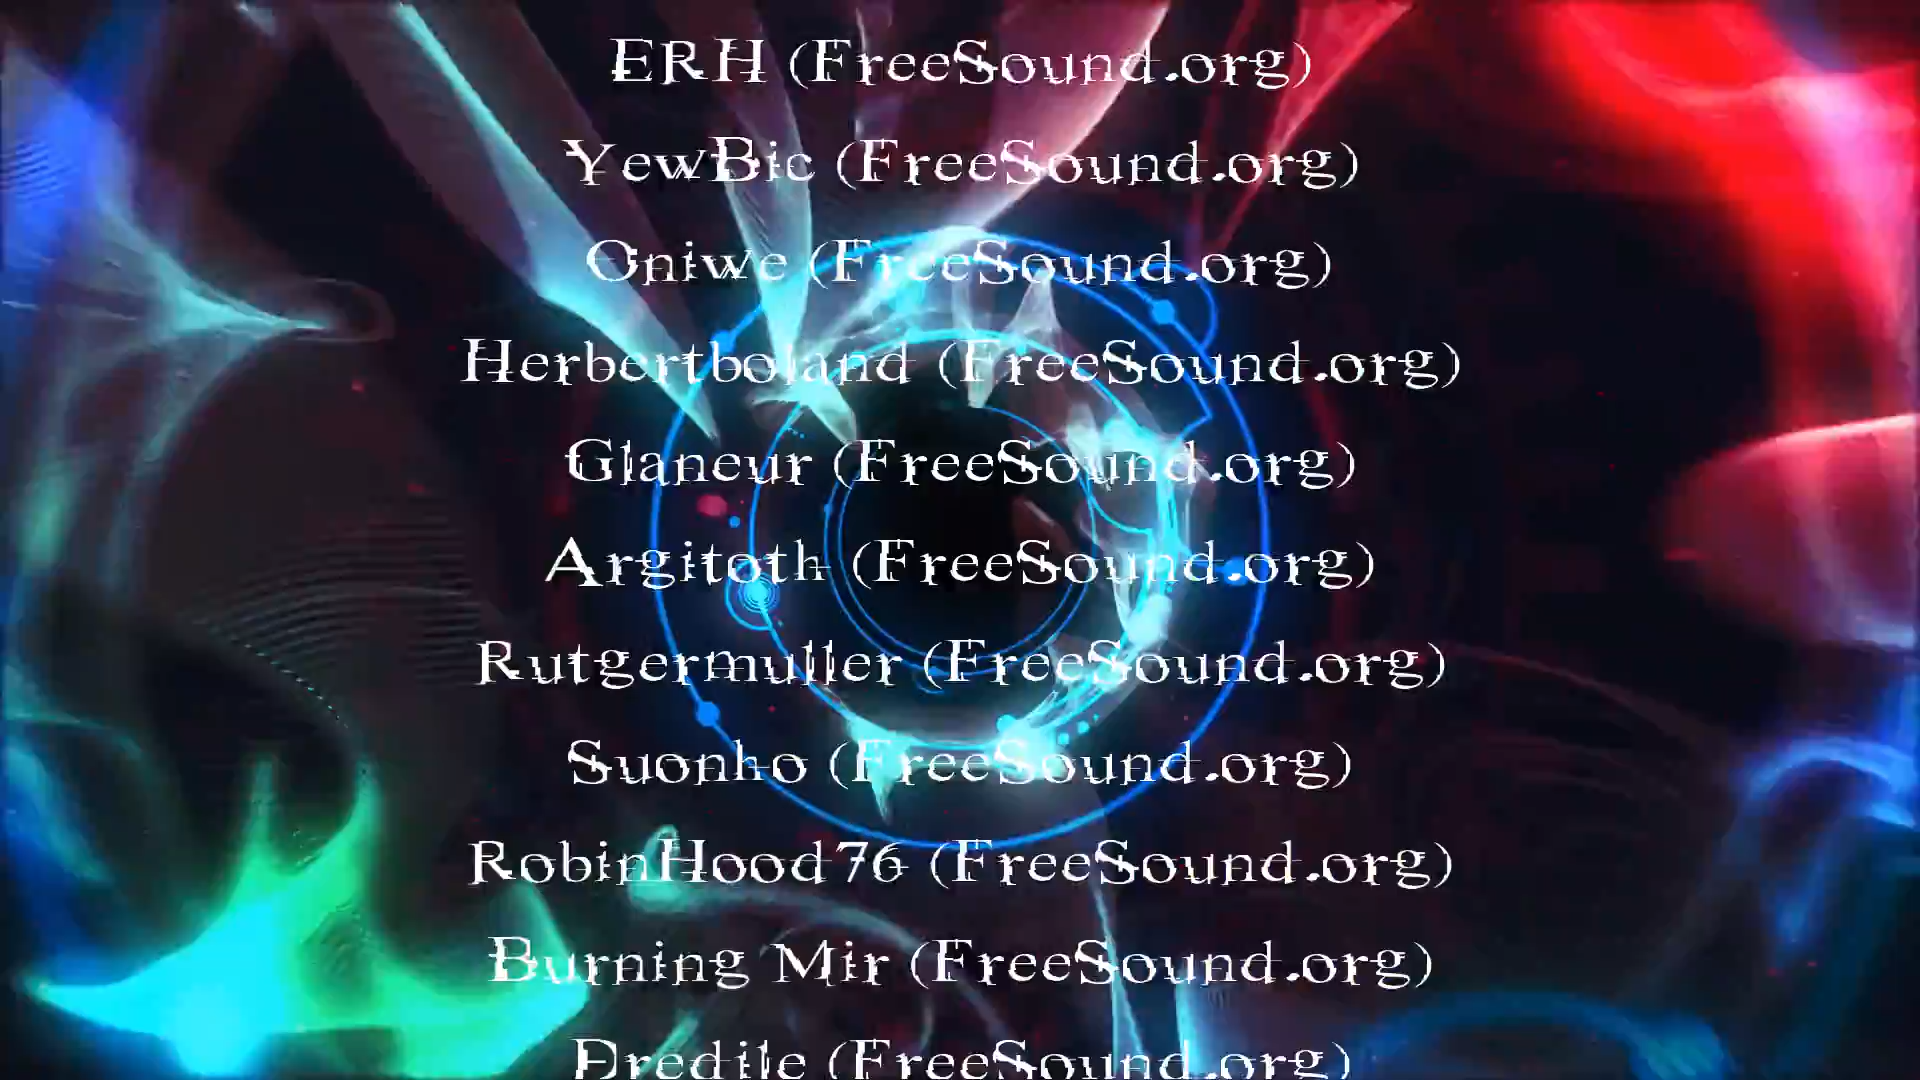 ERH (FreeSound.org)
YewBic (FreeSound.org)
Oniwe (FreeSound.org)
Herbertboland (FreeSound.org)
Glaneur (FreeSound.org)
Argitoth (FreeSound.org)
Rutgermuller (FreeSound.org)
Suonho (FreeSound.org)
RobinHood76 (FreeSound.org)
Burning Mir (FreeSound.org)
(FreeSound.org)